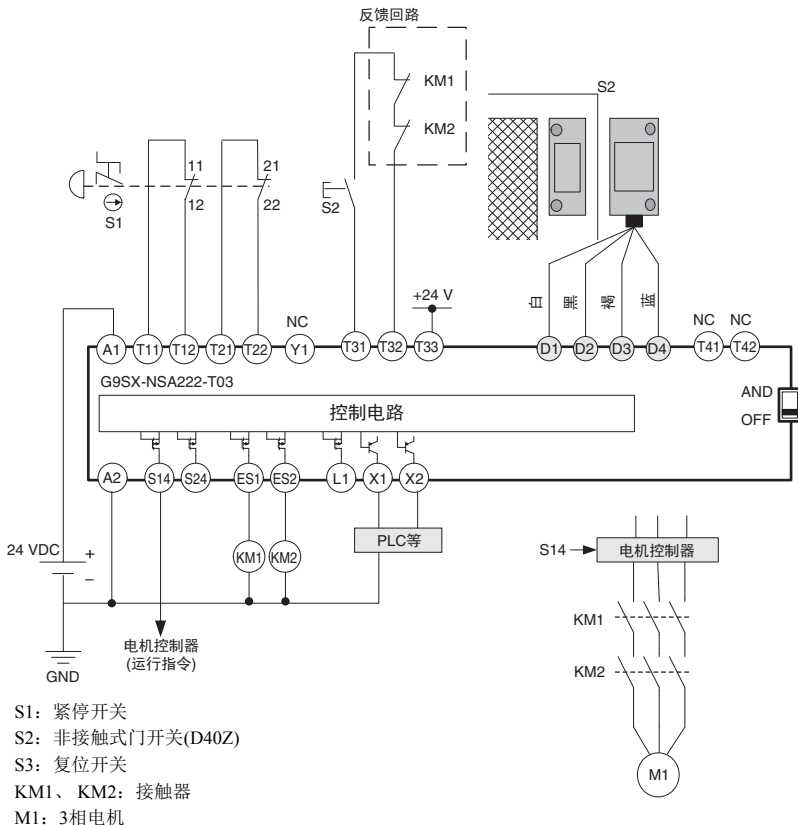 反馈回路
KM1
KM2
S2
11
12
21
22
S1
S2
+24 V
白
黑
褐
蓝
NC
NC
NC
A1
T11
T12
T21
T22
Y1
T31
T32
T33
D1
D2
D3
D4
T41
T42
G9SX-NSA222-T03
控制电路
AND
OFF
A2
S14
S24
ES1
ES2
L1
X1
X2
24 VDC
+
–
KM1
KM2
PLC等
S14
电机控制器
电机控制器
(运行指令)
GND
KM1
KM2
M1
S1：紧停开关
S2：非接触式门开关(D40Z)
S3：复位开关
KM1、 KM2：接触器
M1：3相电机